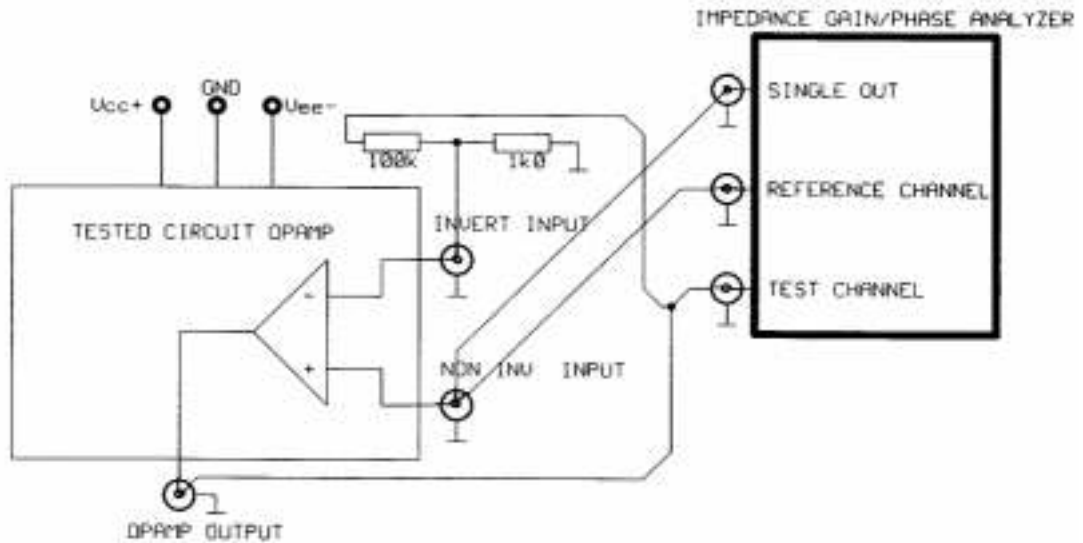 IMPEDANCE GAIN/PHASE ANALYZER
SINGLE OUT
GND
Vcc+
Vee-
100k
1k0
REFERENCE CHANNEL
TESTED CIRCUIT OPAMP
INVERT INPUT
TEST CHANNEL
-
+
NON INV INPUT
OPAMP OUTPUT